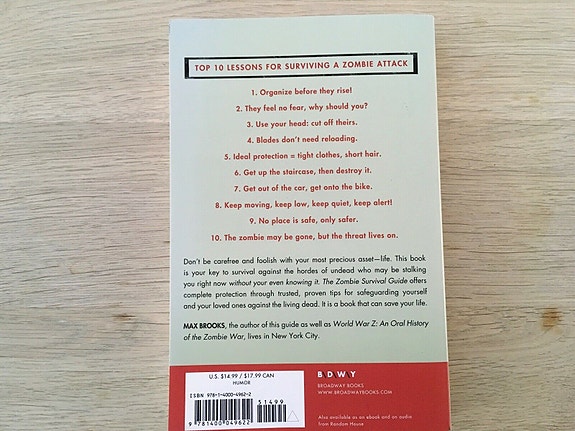 TOP 10 LESSONS FOR SURVIVING A ZOMBIE ATTACK
1. Organize before they rise!
2. They feel no fear, why should you?
3. Use your head: cut off theirs.
4. Blades don't need reloading.
5. Ideal protection = tight clothes, short hair.
6. Get up the staircase, then destroy it.
7. Get out of the car, get onto the bike.
8. Keep moving, keep low, keep quiet, keep alert!
9. No place is safe, only safer.
10. The zombie may be gone, but the threat lives on.
Don't be carefree and foolish with your most precious asset—life. This book
is your key to survival against the hordes of undead who may be stalking
you right now without your even knowing it. The Zombie Survival Guide offers
complete protection through trusted, proven tips for safeguarding yourself
and your loved ones against the living dead. It is a book that can save your life.
MAX BROOKS, the author of this guide as well as World War Z: An Oral History
of the Zombie War, lives in New York City.
U.S. $14.99 / $17.99 CAN
HUMOR
ISBN 978-1-4000-4962-2
51499
9 781400 049622
B\D\W\Y
BROADWAY BOOKS
WWW.BROADWAYBOOKS.COM
Also available as an ebook and on audio
from Random House